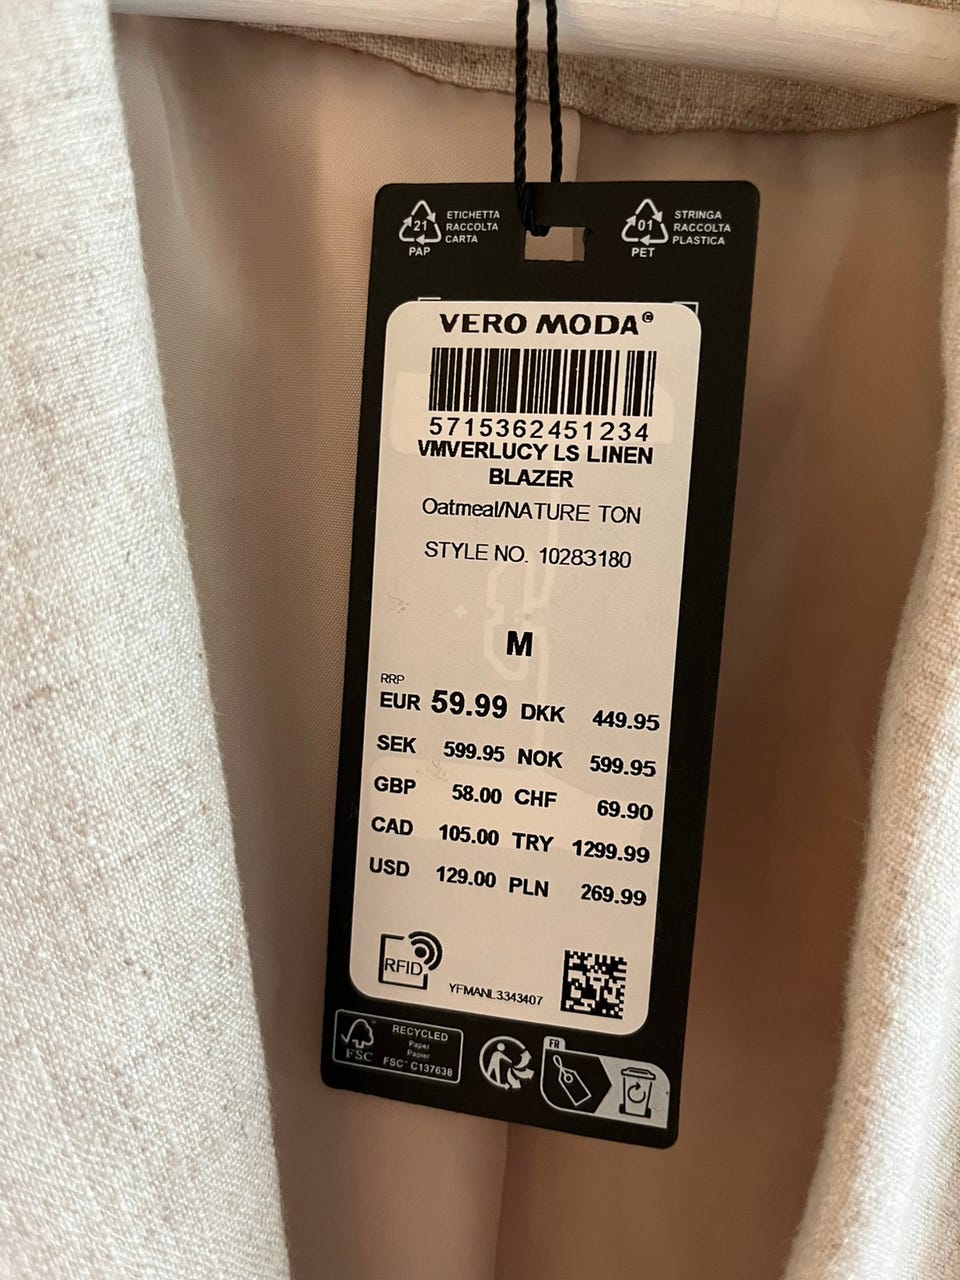 21
PAP
ETICHETTA
RACCOLTA
CARTA
01
PET
STRINGA
RACCOLTA
PLASTICA
VERO MODA©
5715362451234
VMVERLUCY LS LINEN
BLAZER
Oatmeal/NATURE TON
STYLE NO. 10283180
M
RRP
EUR 59.99 DKK 449.95
SEK 599.95 NOK 599.95
GBP 58.00 CHF 69.90
CAD 105.00 TRY 1299.99
USD 129.00 PLN 269.99
RFID
YFMANL3343407
FSC
RECYCLED
Paper
Papier
FSC™ C137638
FR